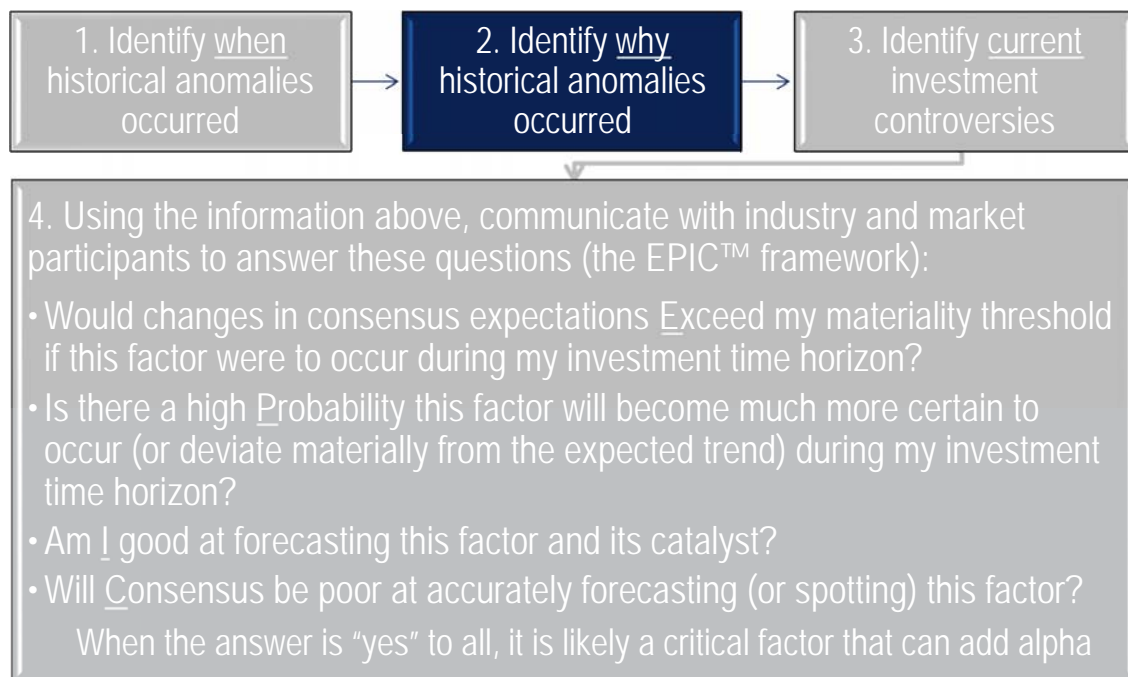 1. Identify when
historical anomalies
occurred
2. Identify why
historical anomalies
occurred
3. Identify current
investment
controversies
4. Using the information above, communicate with industry and market
participants to answer these questions (the EPIC™ framework):
• Would changes in consensus expectations Exceed my materiality threshold
if this factor were to occur during my investment time horizon?
• Is there a high Probability this factor will become much more certain to
occur (or deviate materially from the expected trend) during my investment
time horizon?
• Am I good at forecasting this factor and its catalyst?
• Will Consensus be poor at accurately forecasting (or spotting) this factor?
When the answer is “yes” to all, it is likely a critical factor that can add alpha